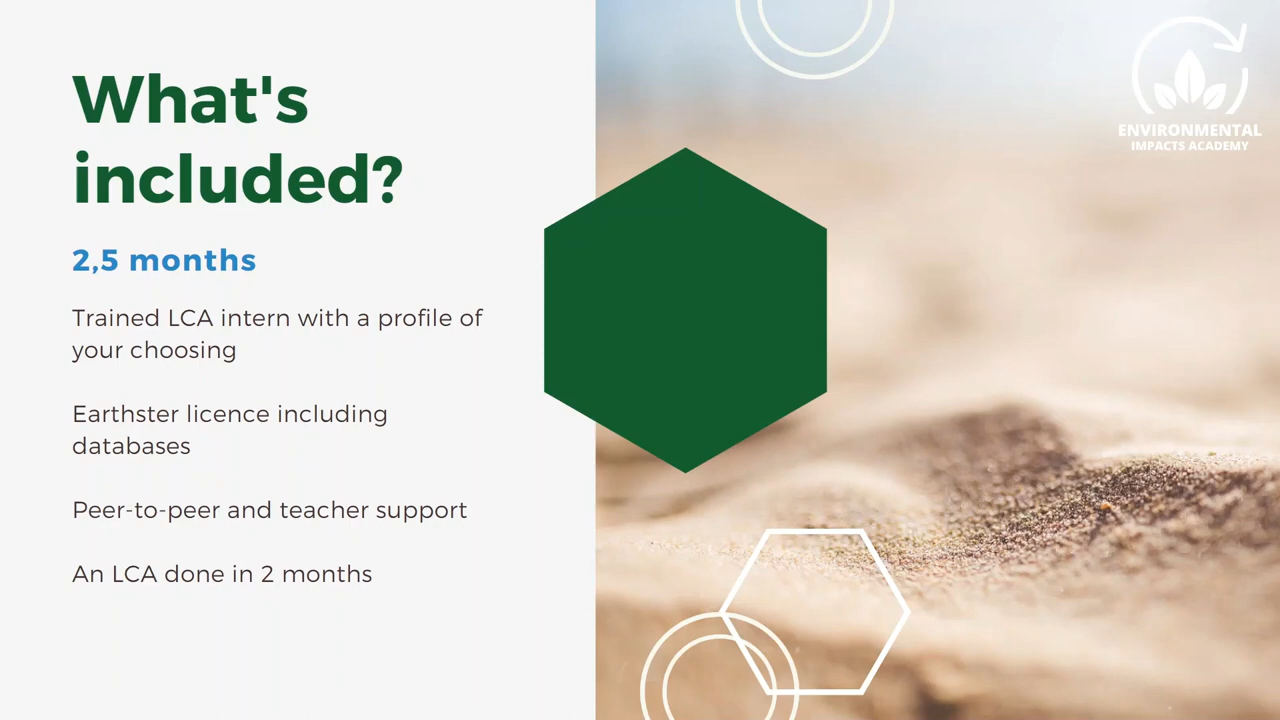 What's
included?
2,5 months
Trained LCA intern with a profile of
your choosing
Earthster licence including
databases
Peer-to-peer and teacher support
An LCA done in 2 months
ENVIRONMENTAL
IMPACTS ACADEMY